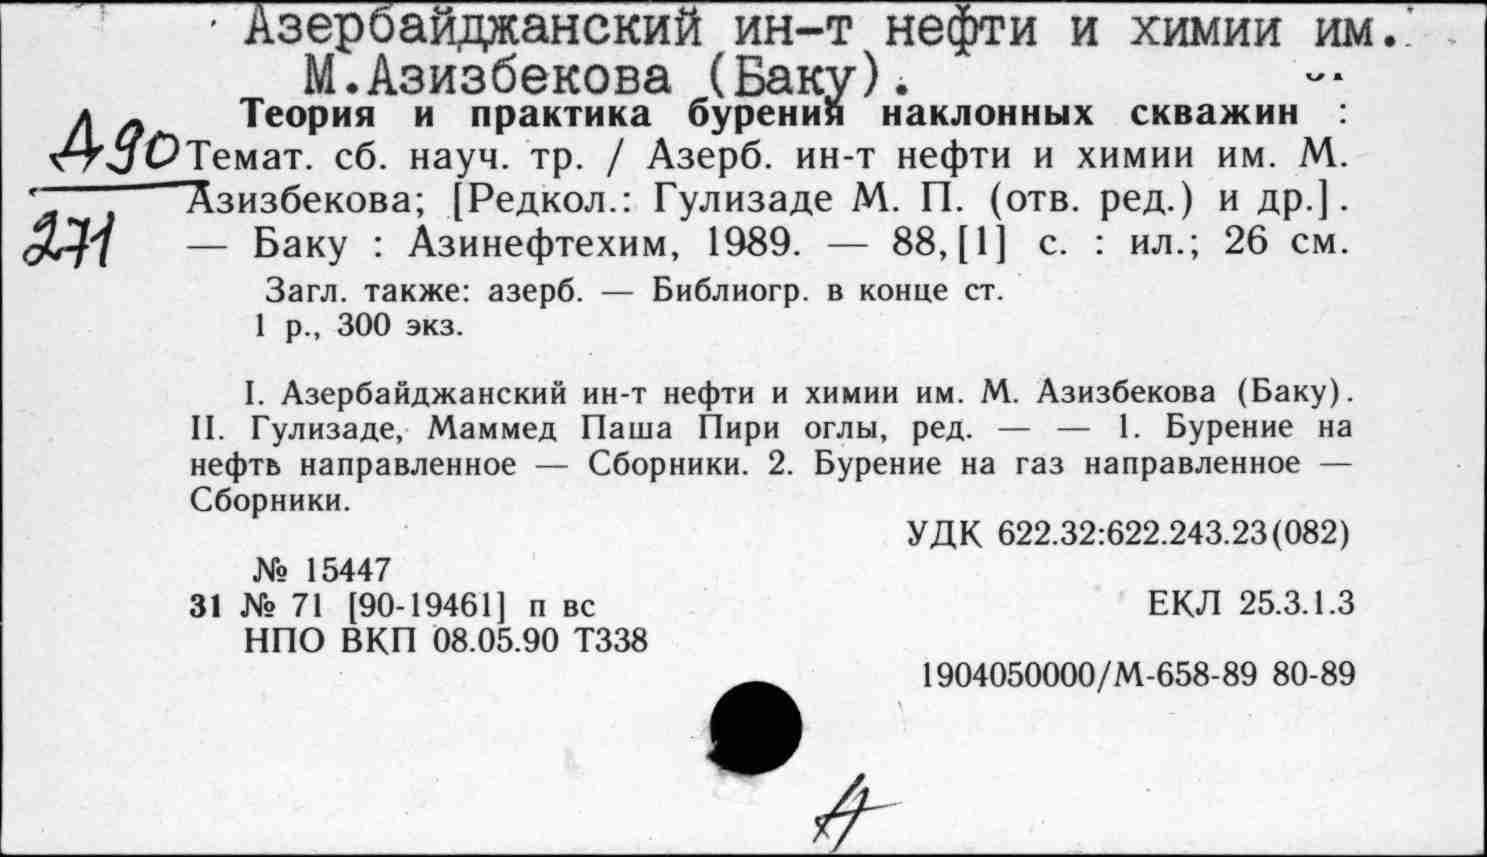 Азербайджанский ин-т нефти и химии им.
М.Азизбекова (Баку).
Теория и практика бурения наклонных скважин :
Д90
Темат. сб. науч. тр. / Азерб. ин-т нефти и химии им. М.
Азизбекова; [Редкол.: Гулизаде М. П. (отв. ред.) и др.].
271
— Баку : Азинефтехим, 1989. — 88,[1] с. : ил.; 26 см.
Загл. также: азерб. — Библиогр. в конце ст.
1 р., 300 экз.
I. Азербайджанский ин-т нефти и химии им. М. Азизбекова (Баку).
II. Гулизаде, Маммед Паша Пири оглы, ред. — — 1. Бурение на
нефть направленное — Сборники. 2. Бурение на газ направленное —
Сборники.
УДК 622.32:622.243.23(082)
№ 15447
31 № 71 [90-19461] п вс
ЕКЛ 25.3.1.3
НПО ВКП 08.05.90 Т338
1904050000/М-658-89 80-89